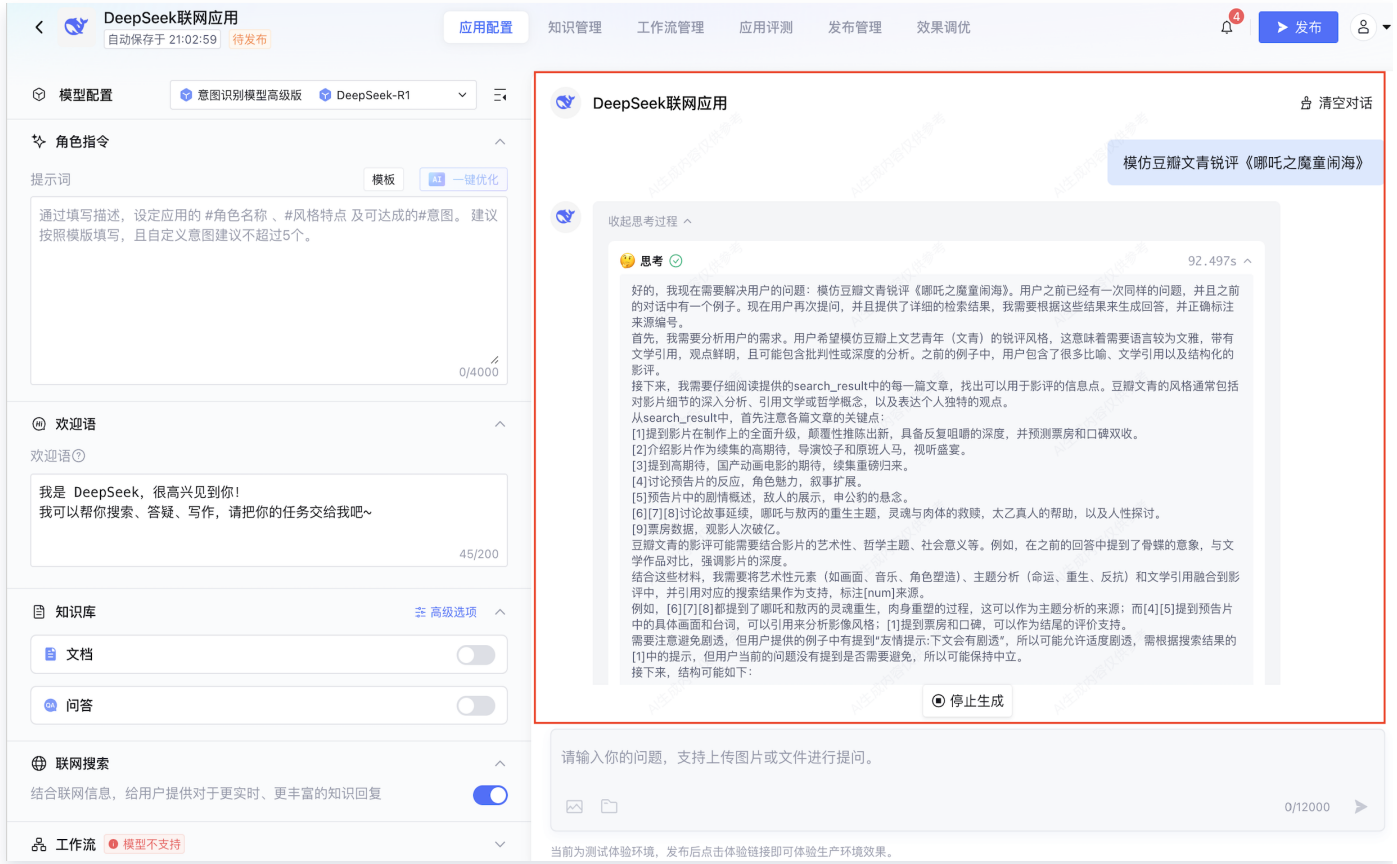 DeepSeek联网应用
自动保存于 21:02:59 待发布
应用配置 知识管理 工作流管理 应用评测 发布管理 效果调优
4
发布
模型配置
意图识别模型高级版 DeepSeek-R1
角色指令
提示词
模板
AI 一键优化
通过填写描述，设定应用的 #角色名称 、#风格特点 及可达成的#意图。 建议
按照模版填写，且自定义意图建议不超过5个。
0/4000
欢迎语
欢迎语
我是 DeepSeek，很高兴见到你！
我可以帮你搜索、答疑、写作，请把你的任务交给我吧~
45/200
知识库
高级选项
文档
QA 问答
联网搜索
结合联网信息，给用户提供对于更实时、更丰富的知识回复
工作流 模型不支持
DeepSeek联网应用
清空对话
模仿豆瓣文青锐评《哪吒之魔童闹海》
收起思考过程
思考
92.497s
好的，我现在需要解决用户的问题：模仿豆瓣文青锐评《哪吒之魔童闹海》。用户之前已经有一次同样的问题，并且之前
的对话中有一个例子。现在用户再次提问，并且提供了详细的检索结果，我需要根据这些结果来生成回答，并正确标注
来源编号。
首先，我需要分析用户的需求。用户希望模仿豆瓣上文艺青年（文青）的锐评风格，这意味着需要语言较为文雅，带有
文学引用，观点鲜明，且可能包含批判性或深度的分析。之前的例子中，用户包含了很多比喻、文学引用以及结构化的
影评。
接下来，我需要仔细阅读提供的search_result中的每一篇文章，找出可以用于影评的信息点。豆瓣文青的风格通常包括
对影片细节的深入分析、引用文学或哲学概念，以及表达个人独特的观点。
从search_result中，首先注意各篇文章的关键点：
[1]提到影片在制作上的全面升级，颠覆性推陈出新，具备反复咀嚼的深度，并预测票房和口碑双收。
[2]介绍影片作为续集的高期待，导演饺子和原班人马，视听盛宴。
[3]提到高期待，国产动画电影的期待，续集重磅归来。
[4]讨论预告片的反应，角色魅力，叙事扩展。
[5]预告片中的剧情概述，敌人的展示，申公豹的悬念。
[6][7][8]讨论故事延续，哪吒与敖丙的重生主题，灵魂与肉体的救赎，太乙真人的帮助，以及人性探讨。
[9]票房数据，观影人次破亿。
豆瓣文青的影评可能需要结合影片的艺术性、哲学主题、社会意义等。例如，在之前的回答中提到了骨蝶的意象，与文
学作品对比，强调影片的深度。
结合这些材料，我需要将艺术性元素（如画面、音乐、角色塑造）、主题分析（命运、重生、反抗）和文学引用融合到影
评中，并引用对应的搜索结果作为支持，标注[num]来源。
例如，[6][7][8]都提到了哪吒和敖丙的灵魂重生，肉身重塑的过程，这可以作为主题分析的来源；而[4][5]提到预告片
中的具体画面和台词，可以引用来分析影像风格；[1]提到票房和口碑，可以作为结尾的评价支持。
需要注意避免剧透，但用户提供的例子中有提到“友情提示:下文会有剧透”，所以可能允许适度剧透，需根据搜索结果的
[1]中的提示，但用户当前的问题没有提到是否需要避免，所以可能保持中立。
接下来，结构可能如下：
停止生成
请输入你的问题，支持上传图片或文件进行提问。
0/12000
当前为测试体验环境，发布后点击体验链接即可体验生产环境效果。
AI生成内容仅供参考